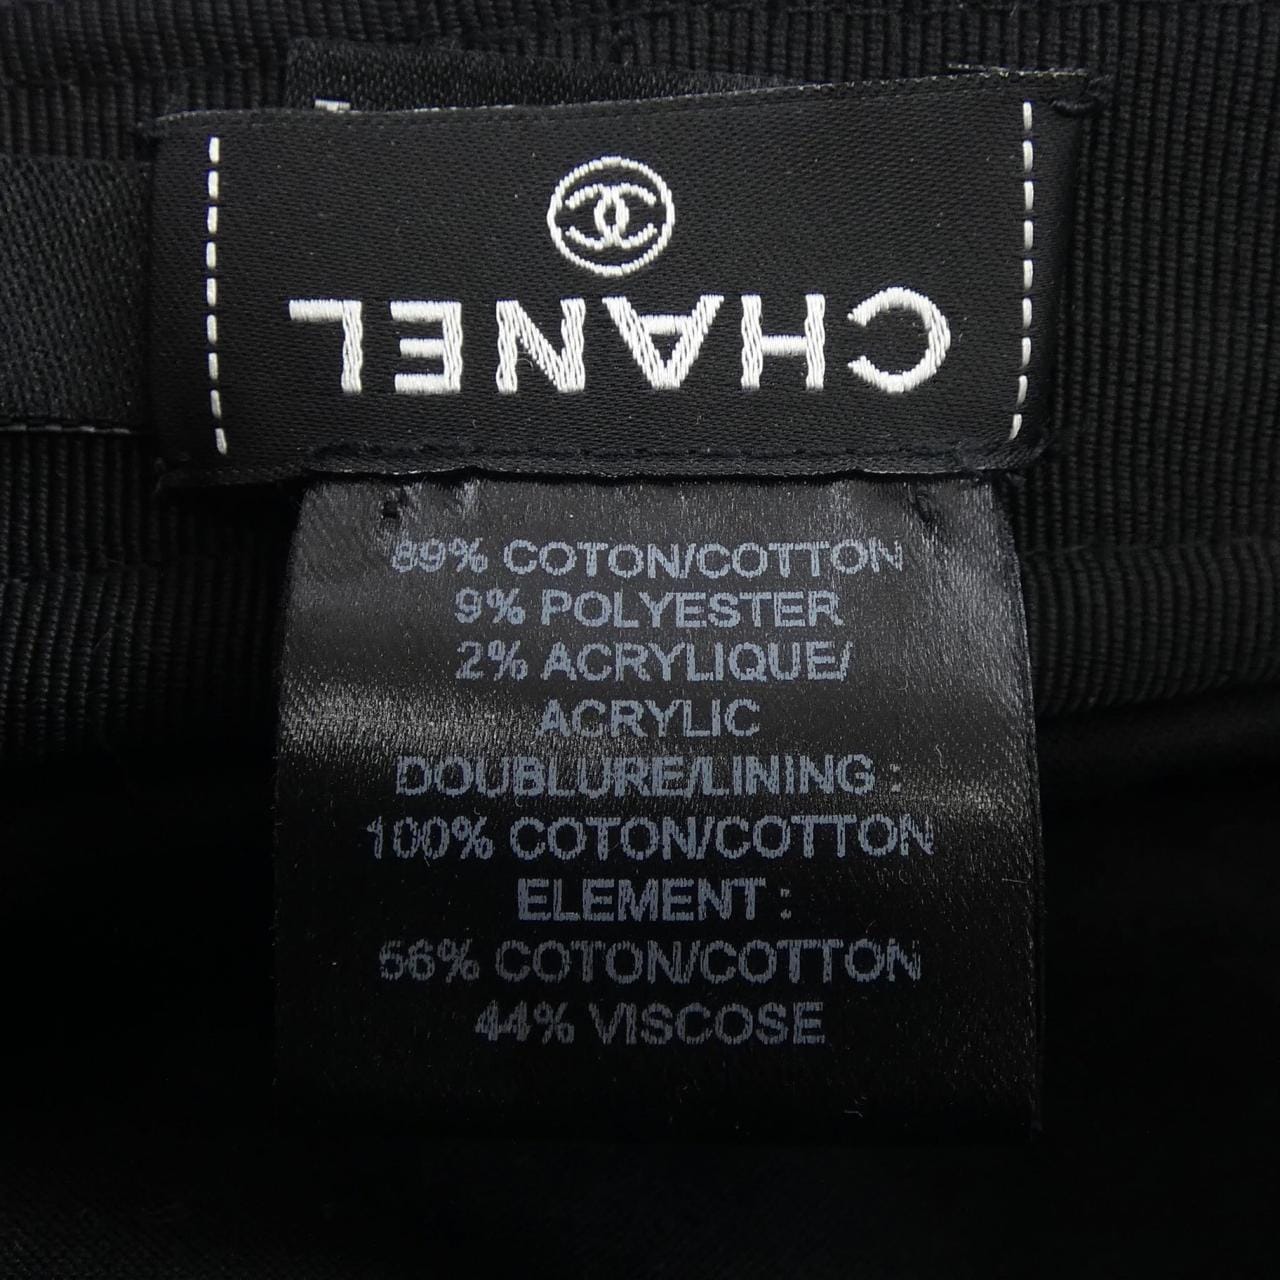 CHANEL
89% COTON/COTTON
9% POLYESTER
2% ACRYLIQUE/
ACRYLIC
DOUBLURE/LINING :
100% COTON/COTTON
ELEMENT :
56% COTON/COTTON
44% VISCOSE